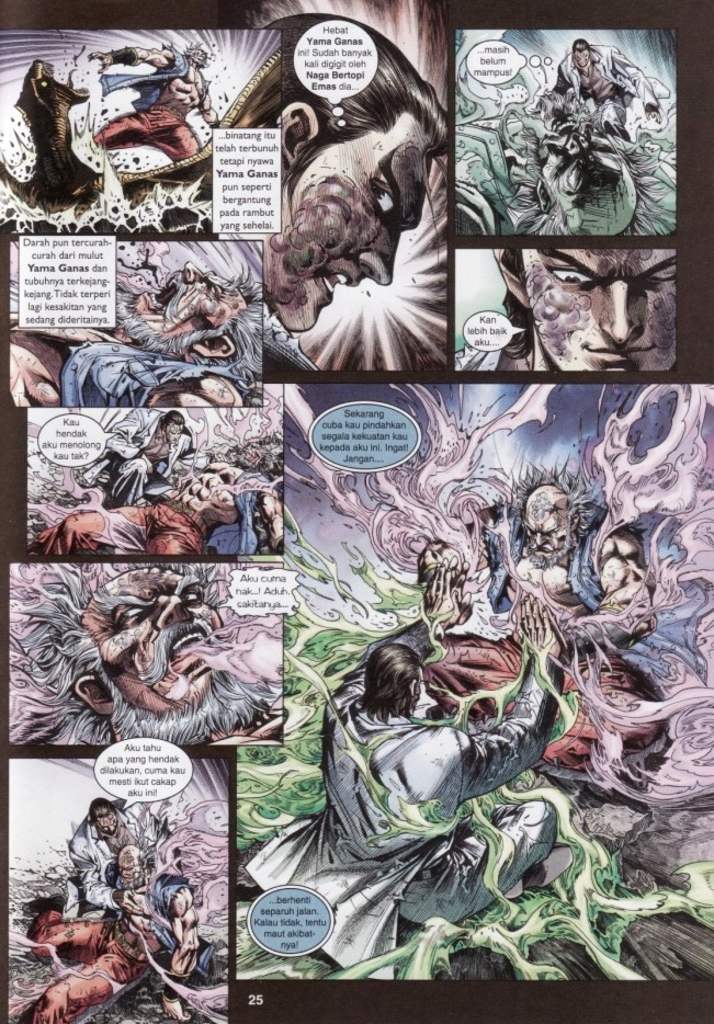 Hebat
Yama Ganas
ini! Sudah banyak
kali digigit oleh
Naga Bertopi
Emas dia...
...binatang itu
telah terbunuh
tetapi nyawa
Yama Ganas
pun seperti
bergantung
pada rambut
yang sehelai.
...masih
belum
mampus!
Kan
lebih baik
aku....
Darah pun tercurah-
curah dari mulut
Yama Ganas dan
tubuhnya terkejang-
kejang. Tidak terperi
lagi kesakitan yang
sedang dideritainya.
Kau
hendak
aku menolong
kau tak?
Aku cuma
nak...! Aduh,
sakitanya...
Aku tahu
apa yang hendak
dilakukan, cuma kau
mesti ikut cakap
aku ini!
Sekarang
cuba kau pindahkan
segala kekuatan kau
kepada aku ini. Ingat!
Jangan....
...berhenti
separuh jalan.
Kalau tidak, tentu
maut akibat-
nya!
25